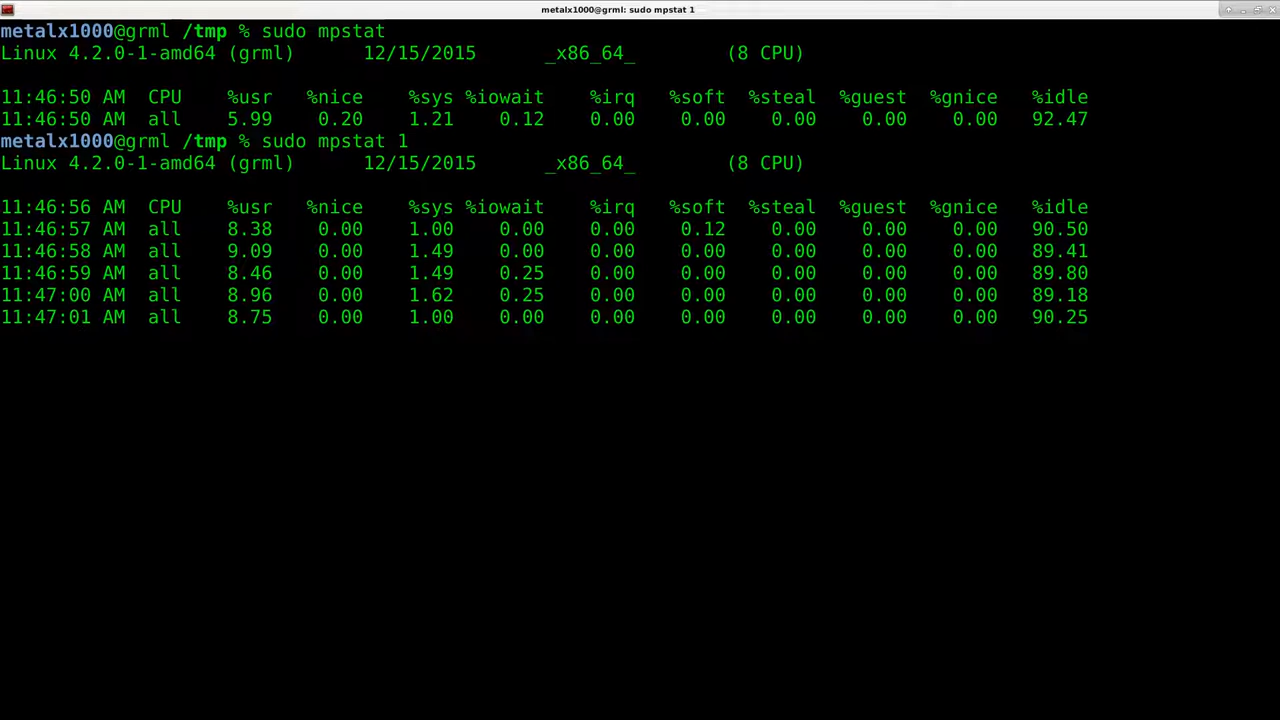 metalx1000@grml: sudo mpstat 1
metalx1000@grml /tmp % sudo mpstat
Linux 4.2.0-1-amd64 (grml) 12/15/2015 _x86_64_ (8 CPU)
11:46:50 AM CPU %usr %nice %sys %iowait %irq %soft %steal %guest %gnice %idle
11:46:50 AM all 5.99 0.20 1.21 0.12 0.00 0.00 0.00 0.00 0.00 92.47
metalx1000@grml /tmp % sudo mpstat 1
Linux 4.2.0-1-amd64 (grml) 12/15/2015 _x86_64_ (8 CPU)
11:46:56 AM CPU %usr %nice %sys %iowait %irq %soft %steal %guest %gnice %idle
11:46:57 AM all 8.38 0.00 1.00 0.00 0.00 0.12 0.00 0.00 0.00 90.50
11:46:58 AM all 9.09 0.00 1.49 0.00 0.00 0.00 0.00 0.00 0.00 89.41
11:46:59 AM all 8.46 0.00 1.49 0.25 0.00 0.00 0.00 0.00 0.00 89.80
11:47:00 AM all 8.96 0.00 1.62 0.25 0.00 0.00 0.00 0.00 0.00 89.18
11:47:01 AM all 8.75 0.00 1.00 0.00 0.00 0.00 0.00 0.00 0.00 90.25